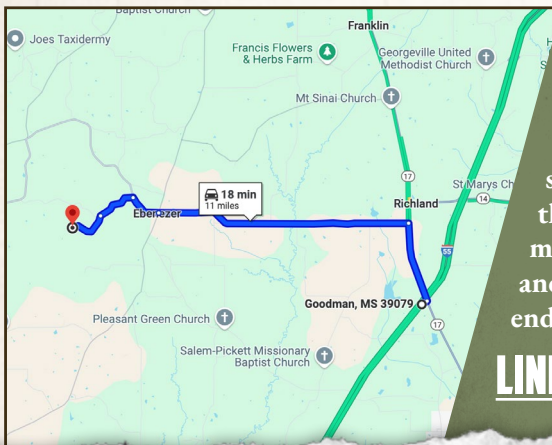 Baptist Church
Joes Taxidermy
Franklin
Francis Flowers
& Herbs Farm
Georgeville United
Methodist Church
Mt Sinai Church
17
18 min
11 miles
Richland
St Marys Ch
14
Ebenezer
55
Goodman, MS 39079
17
Pleasant Green Church
Salem-Pickett Missionary
Baptist Church
and
end